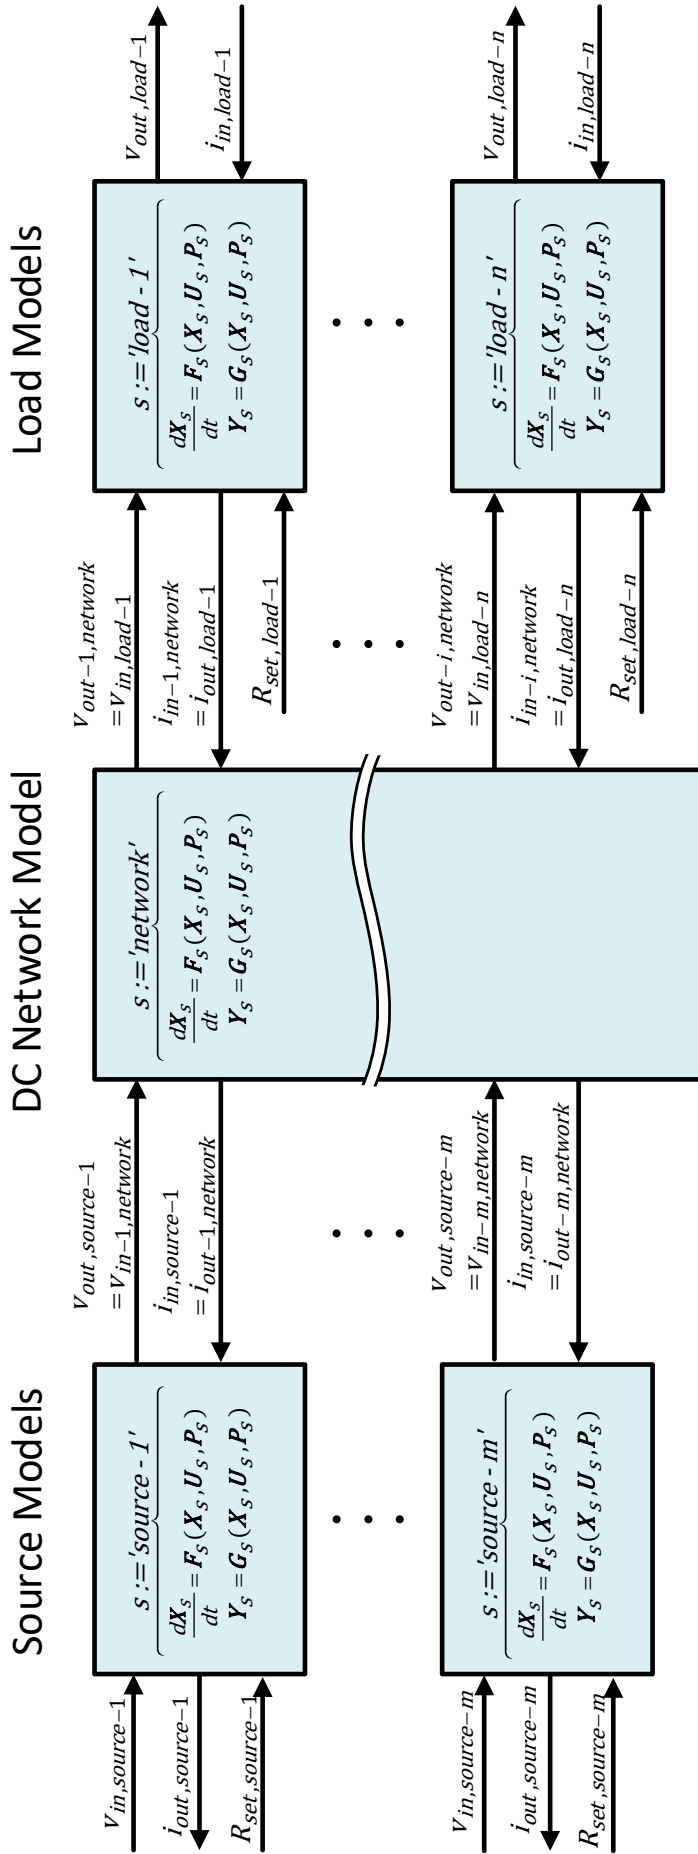 Source Models
DC Network Model
Load Models
v_in,source−1
i_out,source−1
R_set,source−1
s :='source - 1'
dX_s/dt = F_s(X_s,U_s,P_s)
Y_s = G_s(X_s,U_s,P_s)
v_out,source−1
=v_in−1,network
i_in,source−1
=i_out−1,network
s :='network'
dX_s/dt = F_s(X_s,U_s,P_s)
Y_s = G_s(X_s,U_s,P_s)
v_out−1,network
=v_in,load−1
i_in−1,network
=i_out,load−1
R_set,load−1
s :='load - 1'
dX_s/dt = F_s(X_s,U_s,P_s)
Y_s = G_s(X_s,U_s,P_s)
v_out,load−1
i_in,load−1
v_in,source−m
i_out,source−m
R_set,source−m
s :='source - m'
dX_s/dt = F_s(X_s,U_s,P_s)
Y_s = G_s(X_s,U_s,P_s)
v_out,source−m
=v_in−m,network
i_in,source−m
=i_out−m,network
v_out−i,network
=v_in,load−n
i_in−i,network
=i_out,load−n
R_set,load−n
s :='load - n'
dX_s/dt = F_s(X_s,U_s,P_s)
Y_s = G_s(X_s,U_s,P_s)
v_out,load−n
i_in,load−n